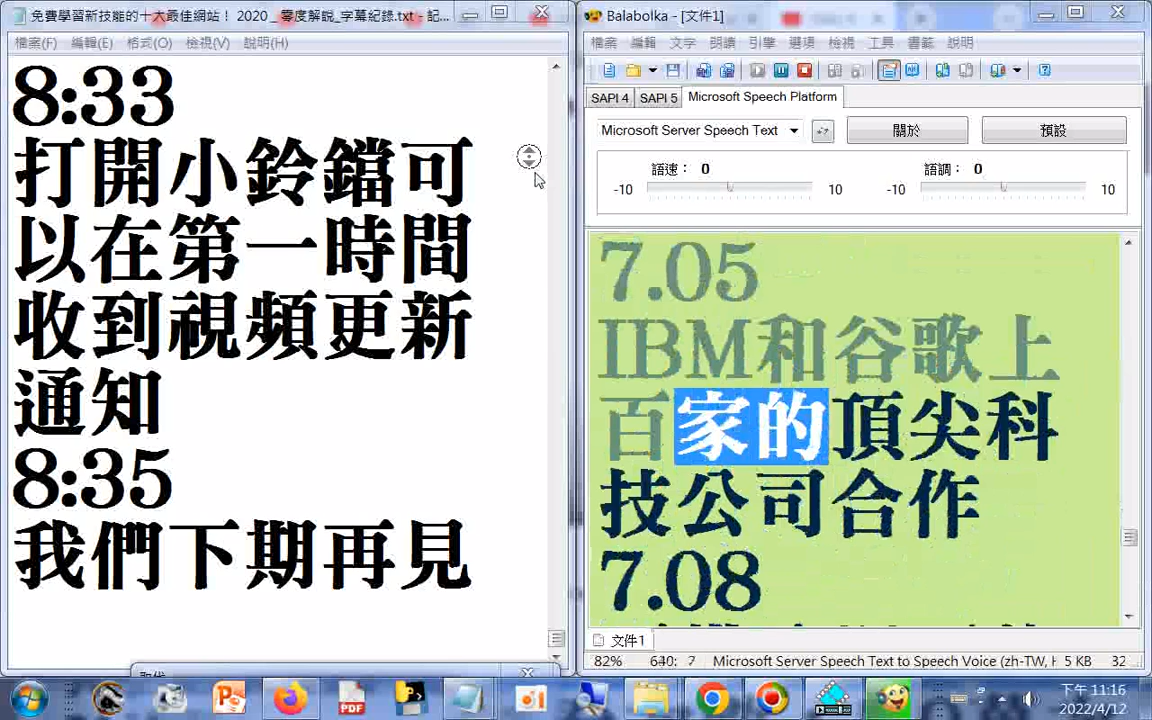 免費學習新技能的十大最佳網站！ 2020 _ 零度解說_字幕紀錄.txt - 記...
檔案(F) 編輯(E) 格式(O) 檢視(V) 說明(H)
8:33
打開小鈴鐺可
以在第一時間
收到視頻更新
通知
8:35
我們下期再見
Balabolka - [文件1]
檔案 編輯 文字 朗讀 引擎 選項 檢視 工具 書籤 說明
SAPI 4 SAPI 5 Microsoft Speech Platform
Microsoft Server Speech Text 關於 預設
語速： 0 語調： 0
-10 10 -10 10
7.05
IBM和谷歌上
百家的頂尖科
技公司合作
7.08
文件1
82% 640: 7 Microsoft Server Speech Text to Speech Voice (zh-TW, H 5 KB 32
PDF
下午 11:16
2022/4/12